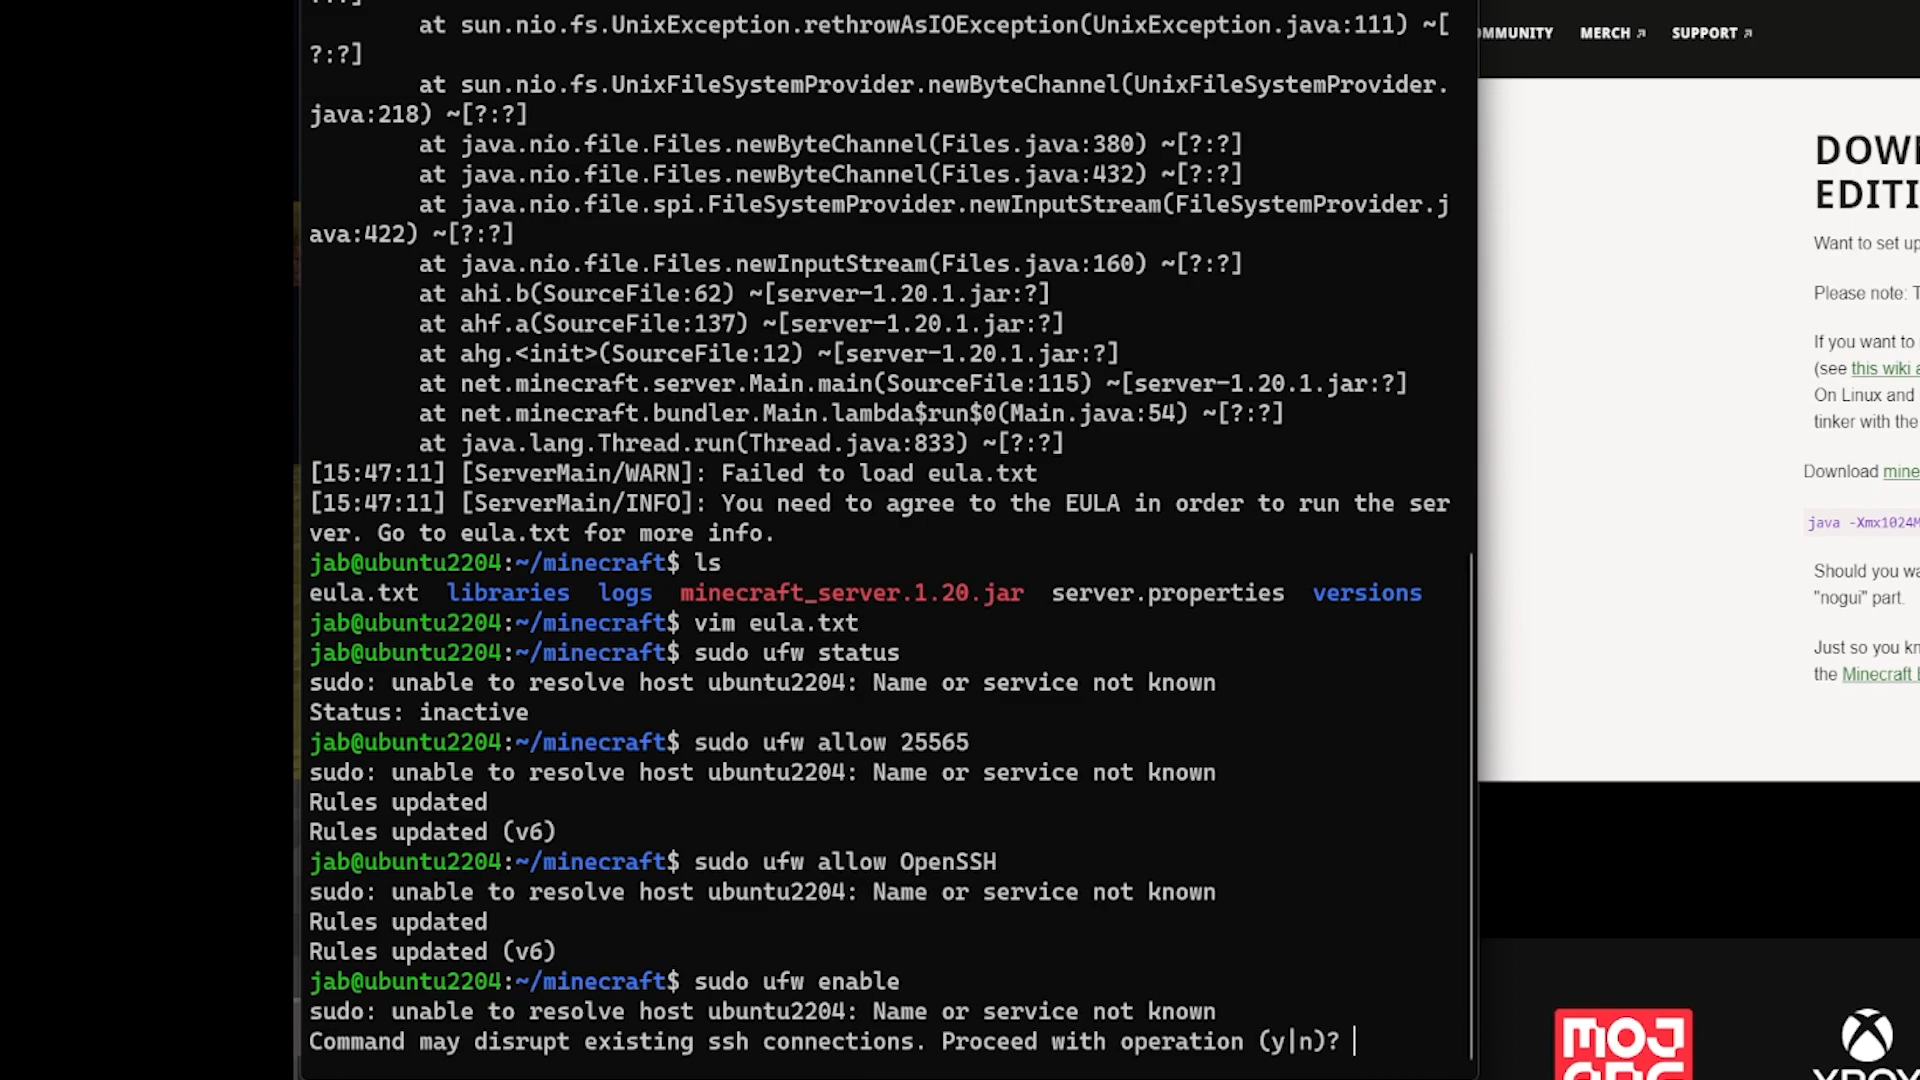 ?:?]
at sun.nio.fs.UnixException.rethrowAsIOException(UnixException.java:111) ~[
?:?]
at sun.nio.fs.UnixFileSystemProvider.newByteChannel(UnixFileSystemProvider.
java:218) ~[?:?]
at java.nio.file.Files.newByteChannel(Files.java:380) ~[?:?]
at java.nio.file.Files.newByteChannel(Files.java:432) ~[?:?]
at java.nio.file.spi.FileSystemProvider.newInputStream(FileSystemProvider.j
ava:422) ~[?:?]
at java.nio.file.Files.newInputStream(Files.java:160) ~[?:?]
at ahi.b(SourceFile:62) ~[server-1.20.1.jar:?]
at ahf.a(SourceFile:137) ~[server-1.20.1.jar:?]
at ahg.<init>(SourceFile:12) ~[server-1.20.1.jar:?]
at net.minecraft.server.Main.main(SourceFile:115) ~[server-1.20.1.jar:?]
at net.minecraft.bundler.Main.lambda$run$0(Main.java:54) ~[?:?]
at java.lang.Thread.run(Thread.java:833) ~[?:?]
[15:47:11] [ServerMain/WARN]: Failed to load eula.txt
[15:47:11] [ServerMain/INFO]: You need to agree to the EULA in order to run the ser
ver. Go to eula.txt for more info.
jab@ubuntu2204:~/minecraft$ ls
eula.txt libraries logs minecraft_server.1.20.jar server.properties versions
jab@ubuntu2204:~/minecraft$ vim eula.txt
jab@ubuntu2204:~/minecraft$ sudo ufw status
sudo: unable to resolve host ubuntu2204: Name or service not known
Status: inactive
jab@ubuntu2204:~/minecraft$ sudo ufw allow 25565
sudo: unable to resolve host ubuntu2204: Name or service not known
Rules updated
Rules updated (v6)
jab@ubuntu2204:~/minecraft$ sudo ufw allow OpenSSH
sudo: unable to resolve host ubuntu2204: Name or service not known
Rules updated
Rules updated (v6)
jab@ubuntu2204:~/minecraft$ sudo ufw enable
sudo: unable to resolve host ubuntu2204: Name or service not known
Command may disrupt existing ssh connections. Proceed with operation (y|n)?
MMUNITY MERCH SUPPORT
DOW
EDITI
Want to set up
Please note: T
If you want to
(see this wiki a
On Linux and
tinker with the
Download mine
java -Xmx1024M
Should you wa
"nogui" part.
Just so you kn
the Minecraft
MOJ
XBOX